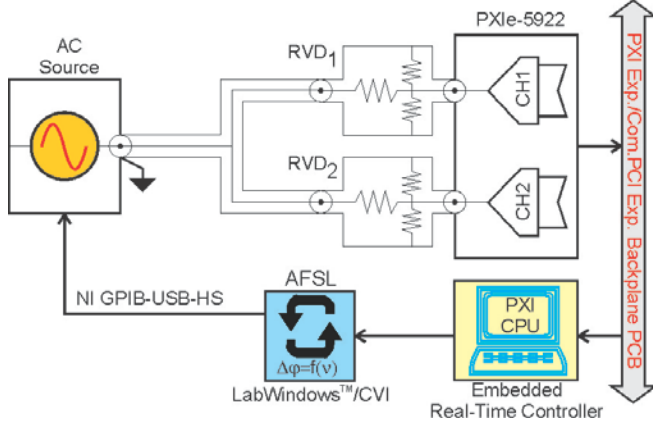 PXIe-5922
AC
Source
RVD1
CH1
RVD2
CH2
PXI Exp./Com.PCI Exp. Backplane PCB
NI GPIB-USB-HS
AFSL
Δφ=f(ν)
LabWindows™/CVI
PXI
CPU
Embedded
Real-Time Controller